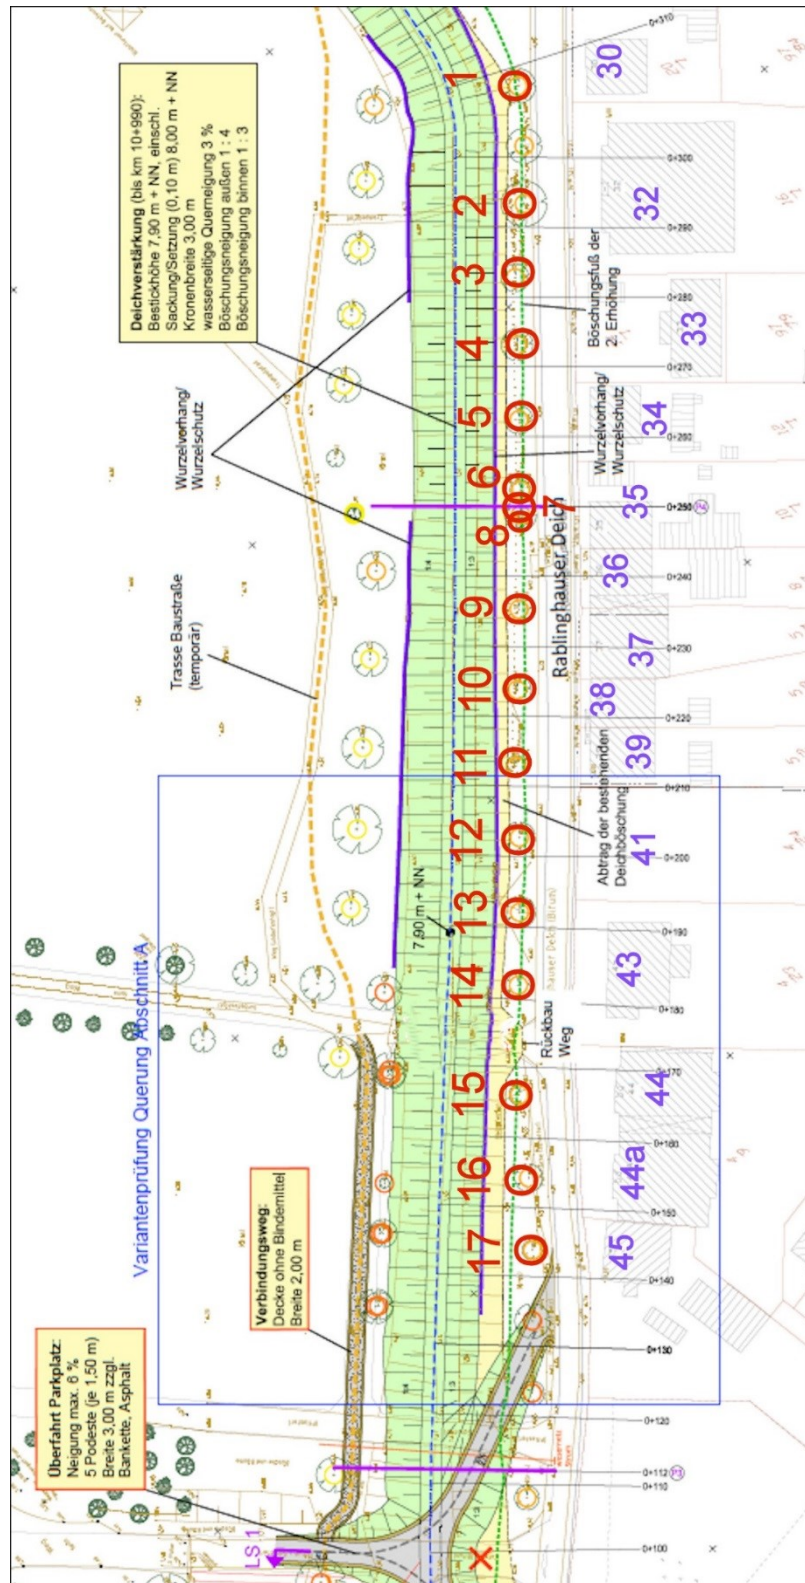 Deichverstärkung (bis km 10+990):
Bestickhöhe 7,90 m + NN, einschl.
Sackung/Setzung (0,10 m) 8,00 m + NN
Kronenbreite 3,00 m
wasserseitige Querneigung 3 %
Böschungsneigung außen 1 : 4
Böschungsneigung binnen 1 : 3
Wurzelvorhang/
Wurzelschutz
Trasse Baustraße
(temporär)
Variantenprüfung Querung Abschnitt A
Verbindungsweg:
Decke ohne Bindemittel
Breite 2,00 m
Überfahrt Parkplatz:
Neigung max. 6 %
5 Podeste (je 1,50 m)
Breite 3,00 m zzgl.
Bankette, Asphalt
LS 1
7,90 m + NN
1:4
1:3
1
2
3
4
5
6
7
8
9
10
11
12
13
14
15
16
17
Böschungsfuß der
2. Erhöhung
Wurzelvorhang/
Wurzelschutz
Rablinghauser Deich
Abtrag der bestehenden
Deichböschung
Rückbau
Weg
30
32
33
34
35
36
37
38
39
41
43
44
44a
45
0+310
0+300
0+290
0+280
0+270
0+260
0+250
0+240
0+230
0+220
0+210
0+200
0+190
0+180
0+170
0+160
0+150
0+140
0+130
0+120
0+112
0+110
0+100